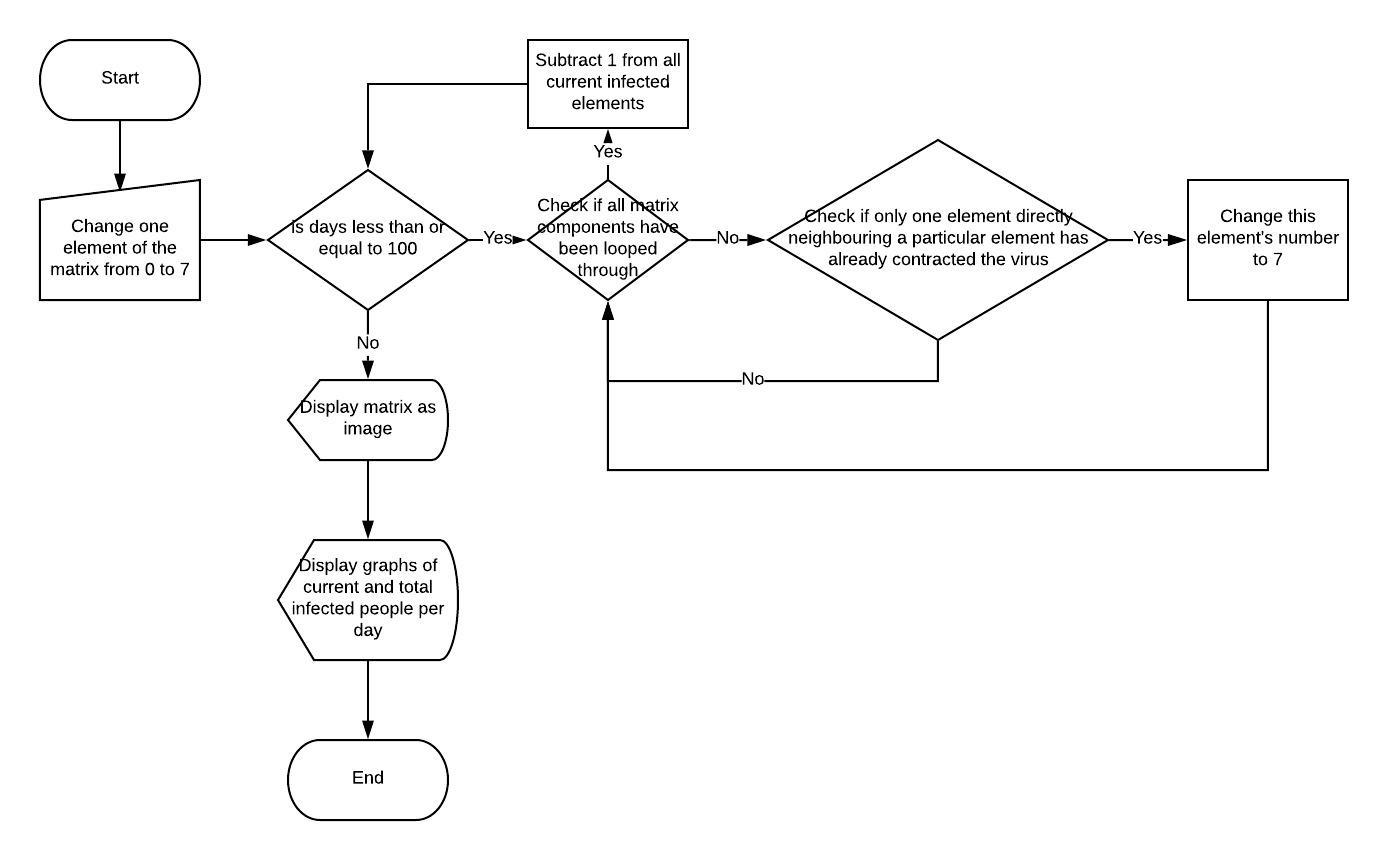 Start
Change one
element of the
matrix from 0 to 7
is days less than or
equal to 100
Yes
Check if all matrix
components have
been looped
through
Yes
Subtract 1 from all
current infected
elements
No
Check if only one element directly
neighbouring a particular element has
already contracted the virus
Yes
Change this
element's number
to 7
No
No
Display matrix as
image
Display graphs of
current and total
infected people per
day
End